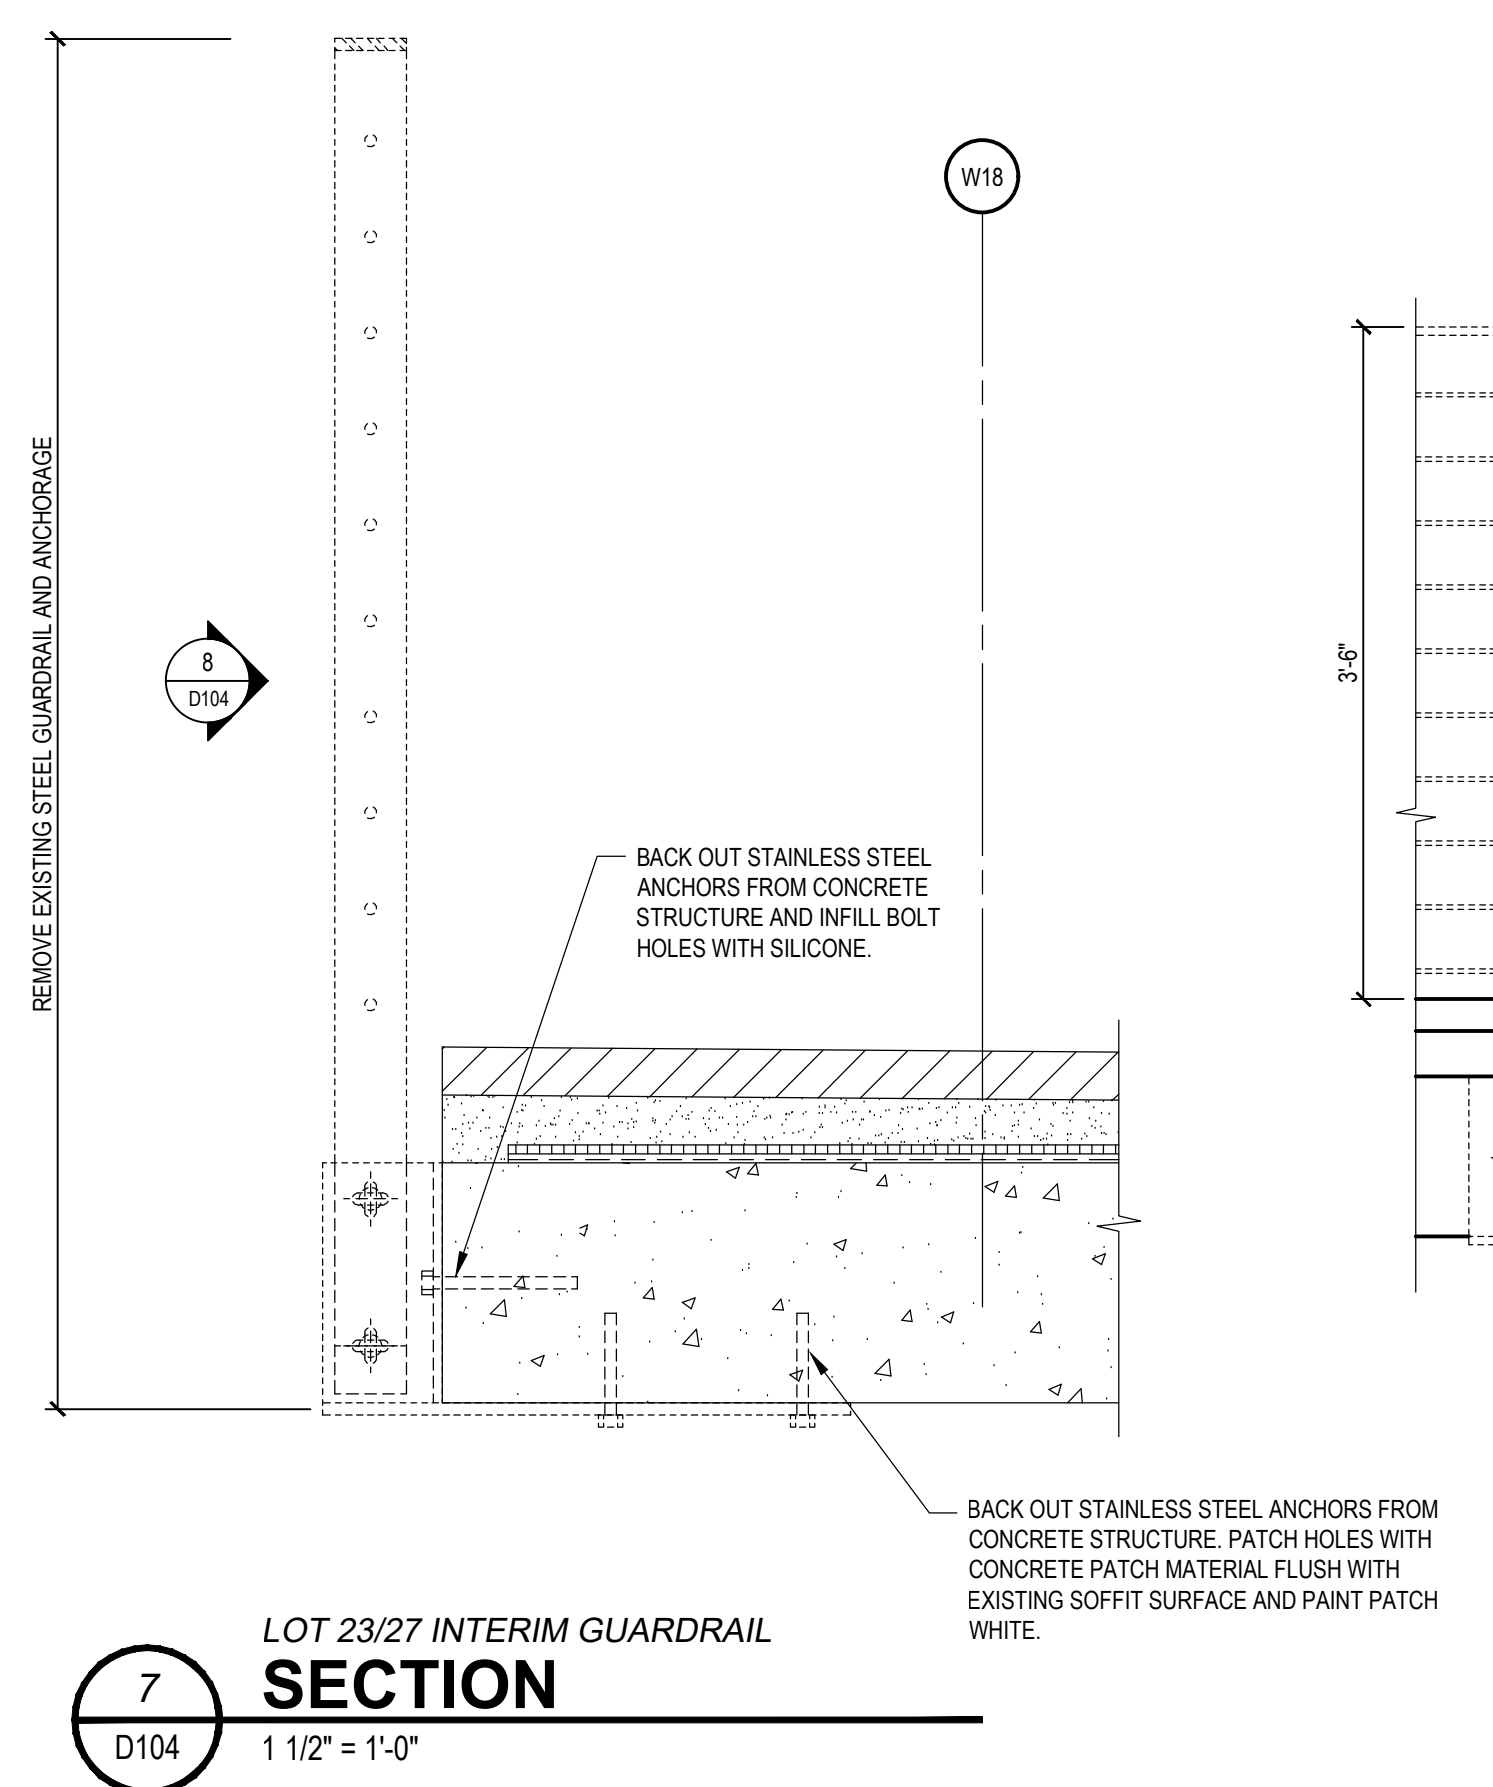 W18
REMOVE EXISTING STEEL GUARDRAIL AND ANCHORAGE
8
D104
3'-6"
BACK OUT STAINLESS STEEL
ANCHORS FROM CONCRETE
STRUCTURE AND INFILL BOLT
HOLES WITH SILICONE.
BACK OUT STAINLESS STEEL ANCHORS FROM
CONCRETE STRUCTURE. PATCH HOLES WITH
CONCRETE PATCH MATERIAL FLUSH WITH
EXISTING SOFFIT SURFACE AND PAINT PATCH
WHITE.
LOT 23/27 INTERIM GUARDRAIL
7
SECTION
D104
1 1/2" = 1'-0"